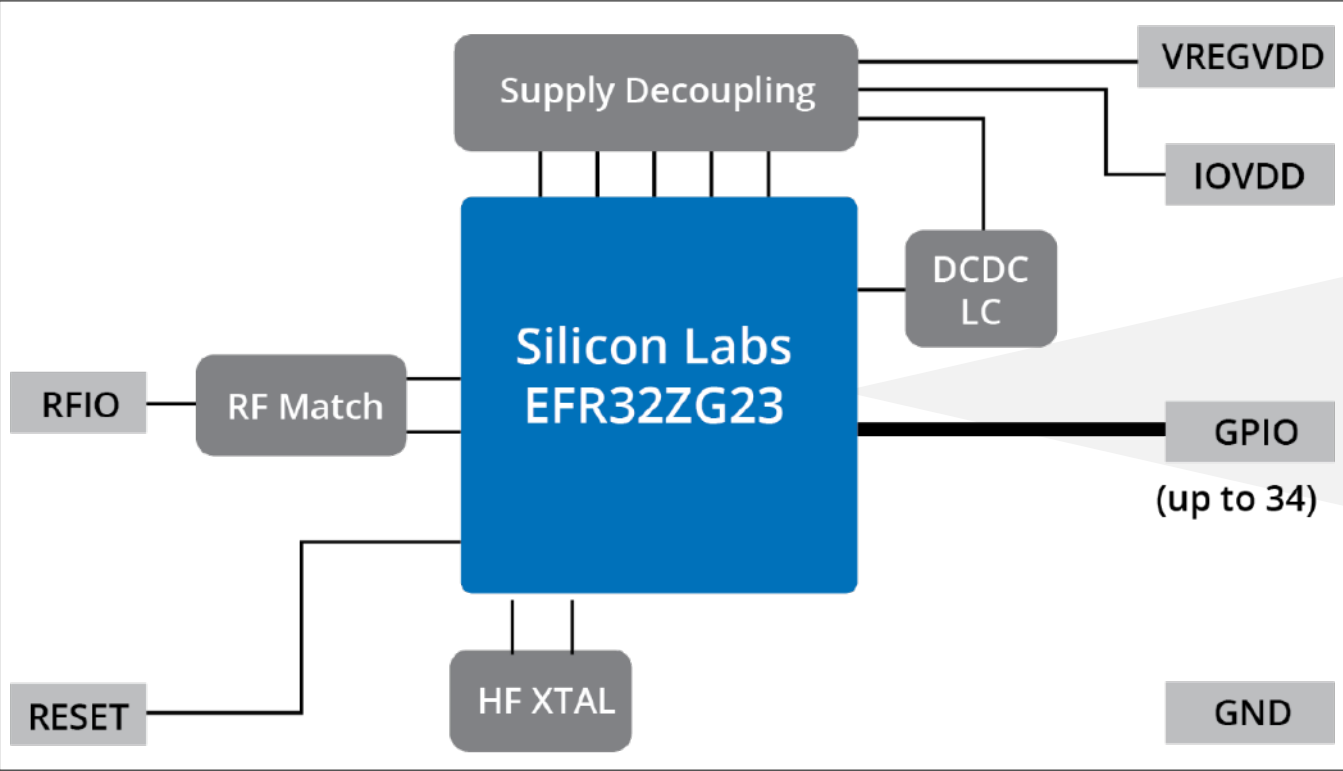 Supply Decoupling
VREGVDD
IOVDD
DCDC
LC
Silicon Labs
EFR32ZG23
RFIO
RF Match
GPIO
(up to 34)
RESET
HF XTAL
GND